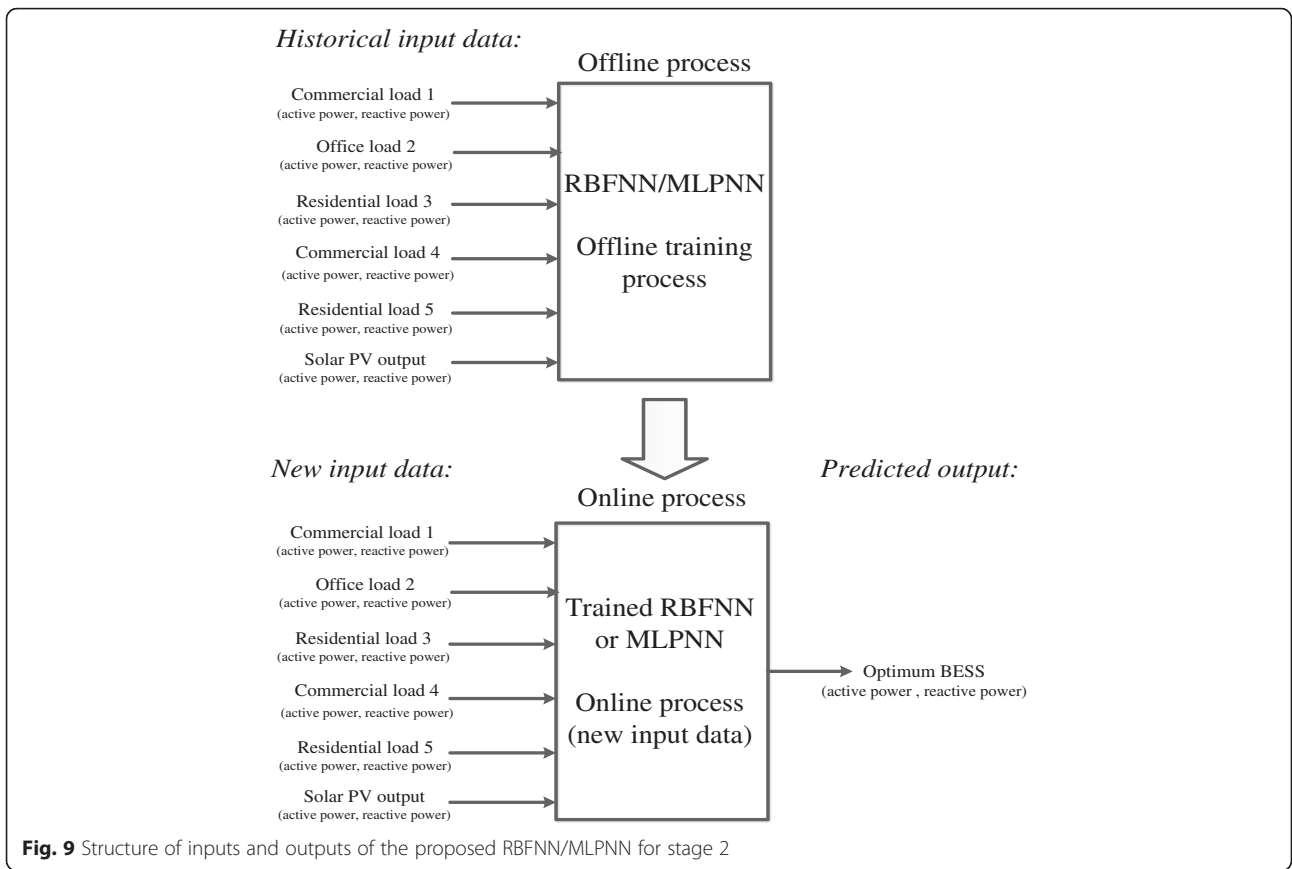 Historical input data:
Offline process
Commercial load 1
(active power, reactive power)
Office load 2
(active power, reactive power)
Residential load 3
(active power, reactive power)
Commercial load 4
(active power, reactive power)
Residential load 5
(active power, reactive power)
Solar PV output
(active power, reactive power)
RBFNN/MLPNN
Offline training
process
New input data:
Predicted output:
Online process
Commercial load 1
(active power, reactive power)
Office load 2
(active power, reactive power)
Residential load 3
(active power, reactive power)
Commercial load 4
(active power, reactive power)
Residential load 5
(active power, reactive power)
Solar PV output
(active power, reactive power)
Trained RBFNN
or MLPNN
Online process
(new input data)
Optimum BESS
(active power , reactive power)
Fig. 9 Structure of inputs and outputs of the proposed RBFNN/MLPNN for stage 2